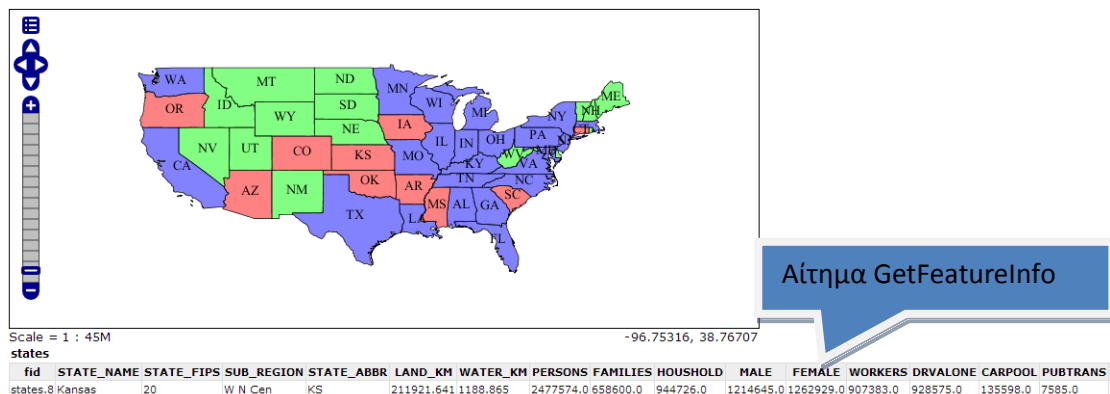 WA
MT
ND
MN
OR
ID
SD
WI
MI
ME
WY
NH
NY
NE
IA
PA
NV
UT
CO
IL
IN
OH
KS
MO
WV
VA
CA
KY
OK
TN
NC
AZ
NM
AR
SC
MS
AL
GA
TX
LA
FL
Αίτημα GetFeatureInfo
Scale = 1 : 45M
-96.75316, 38.76707
states
fid STATE_NAME STATE_FIPS SUB_REGION STATE_ABBR LAND_KM WATER_KM PERSONS FAMILIES HOUSHOLD MALE FEMALE WORKERS DRVALONE CARPOOL PUBTRANS
states.8 Kansas 20 W N Cen KS 211921.641 1188.865 2477574.0 658600.0 944726.0 1214645.0 1262929.0 907383.0 928575.0 135598.0 7585.0